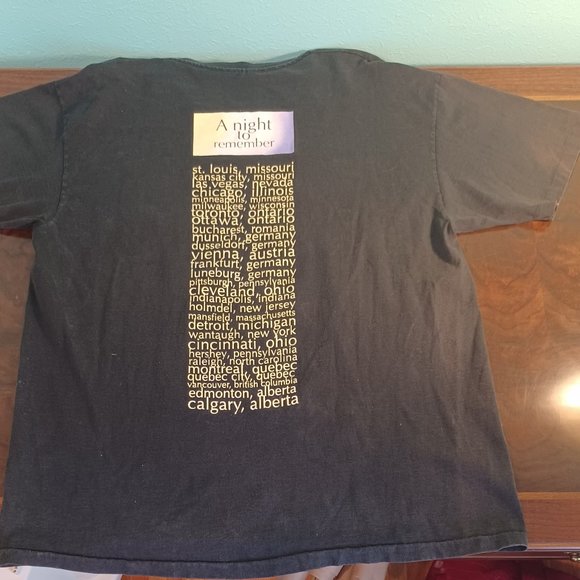 A night
to
remember
st. louis, missouri
kansas city, missouri
las vegas, nevada
chicago, illinois
minneapolis, minnesota
milwaukee, wisconsin
toronto, ontario
ottawa, ontario
bucharest, romania
munich, germany
dusseldorf, germany
vienna, austria
frankfurt, germany
luneburg, germany
pittsburgh, pennsylvania
cleveland, ohio
indianapolis, indiana
holmdel, new jersey
mansfield, massachusetts
detroit, michigan
wantaugh, new york
cincinnati, ohio
hershey, pennsylvania
raleigh, north carolina
montreal, quebec
quebec city, quebec
vancouver, british columbia
edmonton, alberta
calgary, alberta